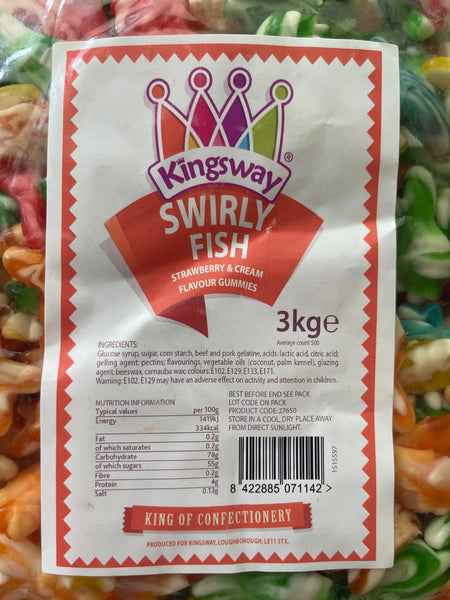 Kingsway®
SWIRLY
FISH
STRAWBERRY & CREAM
FLAVOUR GUMMIES
3kg℮
Average count 500
INGREDIENTS:
Glucose syrup, sugar, corn starch, beef and pork gelatine, acids: lactic acid, citric acid;
gelling agent: pectins; flavourings, vegetable oils (coconut, palm kernel), glazing
agent: beeswax, carnauba wax; colours: E102, E129, E133, E171.
Warning: E102, E129 may have an adverse effect on activity and attention in children.
NUTRITION INFORMATION
Typical values per 100g
1419kJ
334kcal
Fat 0.2g
of which saturates 0.2g
Carbohydrate 78g
of which sugars 55g
Fibre 0.2g
Protein 4g
Salt 0.13g
BEST BEFORE END SEE PACK
LOT CODE ON PACK
PRODUCT CODE: 27650
STORE IN A COOL, DRY PLACE AWAY
FROM DIRECT SUNLIGHT.
1515597
8 422885 071142 >
KING OF CONFECTIONERY
PRODUCED FOR KINGSWAY, LOUGHBOROUGH, LE11 5TX.